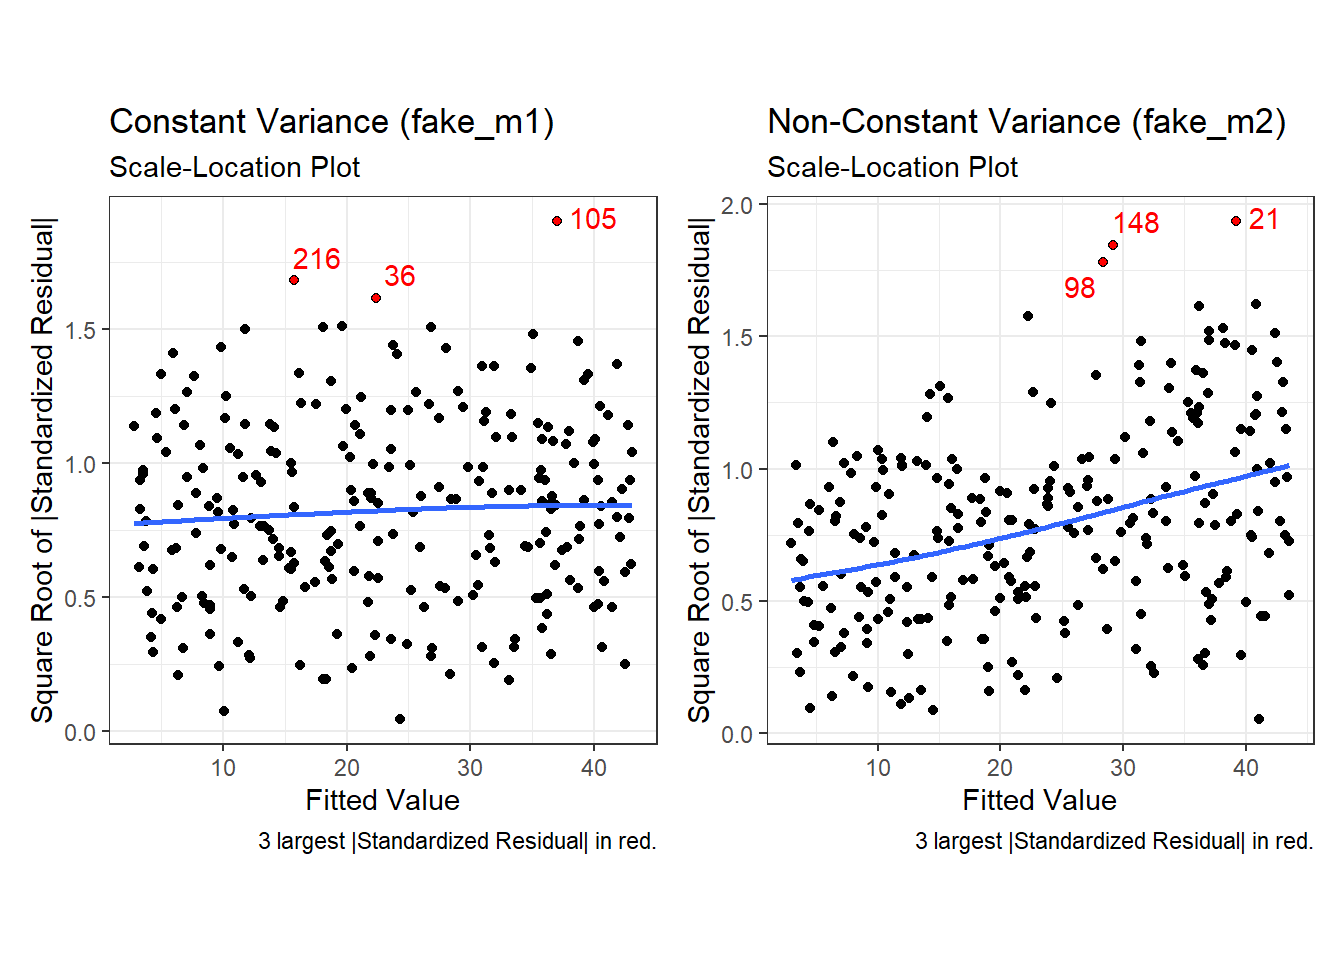 Constant Variance (fake_m1)
Scale-Location Plot
Square Root of |Standardized Residual|
1.5
1.0
0.5
0.0
105
216
36
10 20 30 40
Fitted Value
3 largest |Standardized Residual| in red.
Non-Constant Variance (fake_m2)
Scale-Location Plot
Square Root of |Standardized Residual|
2.0
1.5
1.0
0.5
0.0
148
21
98
10 20 30 40
Fitted Value
3 largest |Standardized Residual| in red.